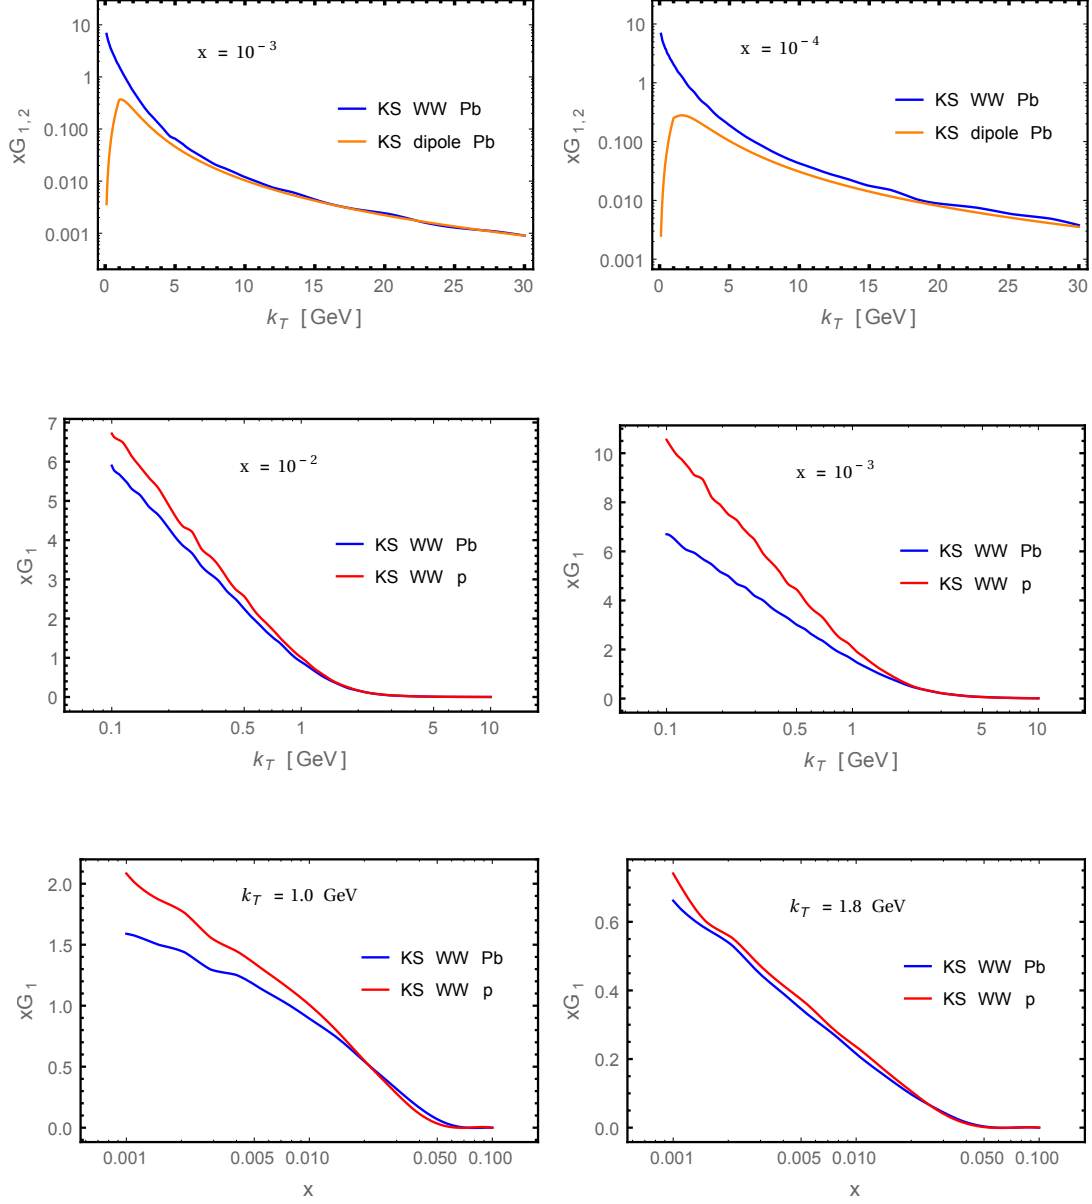 x = 10⁻³
KS WW Pb
KS dipole Pb
xG₁,₂
10
1
0.100
0.010
0.001
0 5 10 15 20 25 30
k_T [GeV]
x = 10⁻⁴
KS WW Pb
KS dipole Pb
xG₁,₂
10
1
0.100
0.010
0.001
0 5 10 15 20 25 30
k_T [GeV]
x = 10⁻²
KS WW Pb
KS WW p
xG₁
7
6
5
4
3
2
1
0
0.1 0.5 1 5 10
k_T [GeV]
x = 10⁻³
KS WW Pb
KS WW p
xG₁
10
8
6
4
2
0
0.1 0.5 1 5 10
k_T [GeV]
k_T = 1.0 GeV
KS WW Pb
KS WW p
xG₁
2.0
1.5
1.0
0.5
0.0
0.001 0.005 0.010 0.050 0.100
x
k_T = 1.8 GeV
KS WW Pb
KS WW p
xG₁
0.6
0.4
0.2
0.0
0.001 0.005 0.010 0.050 0.100
x